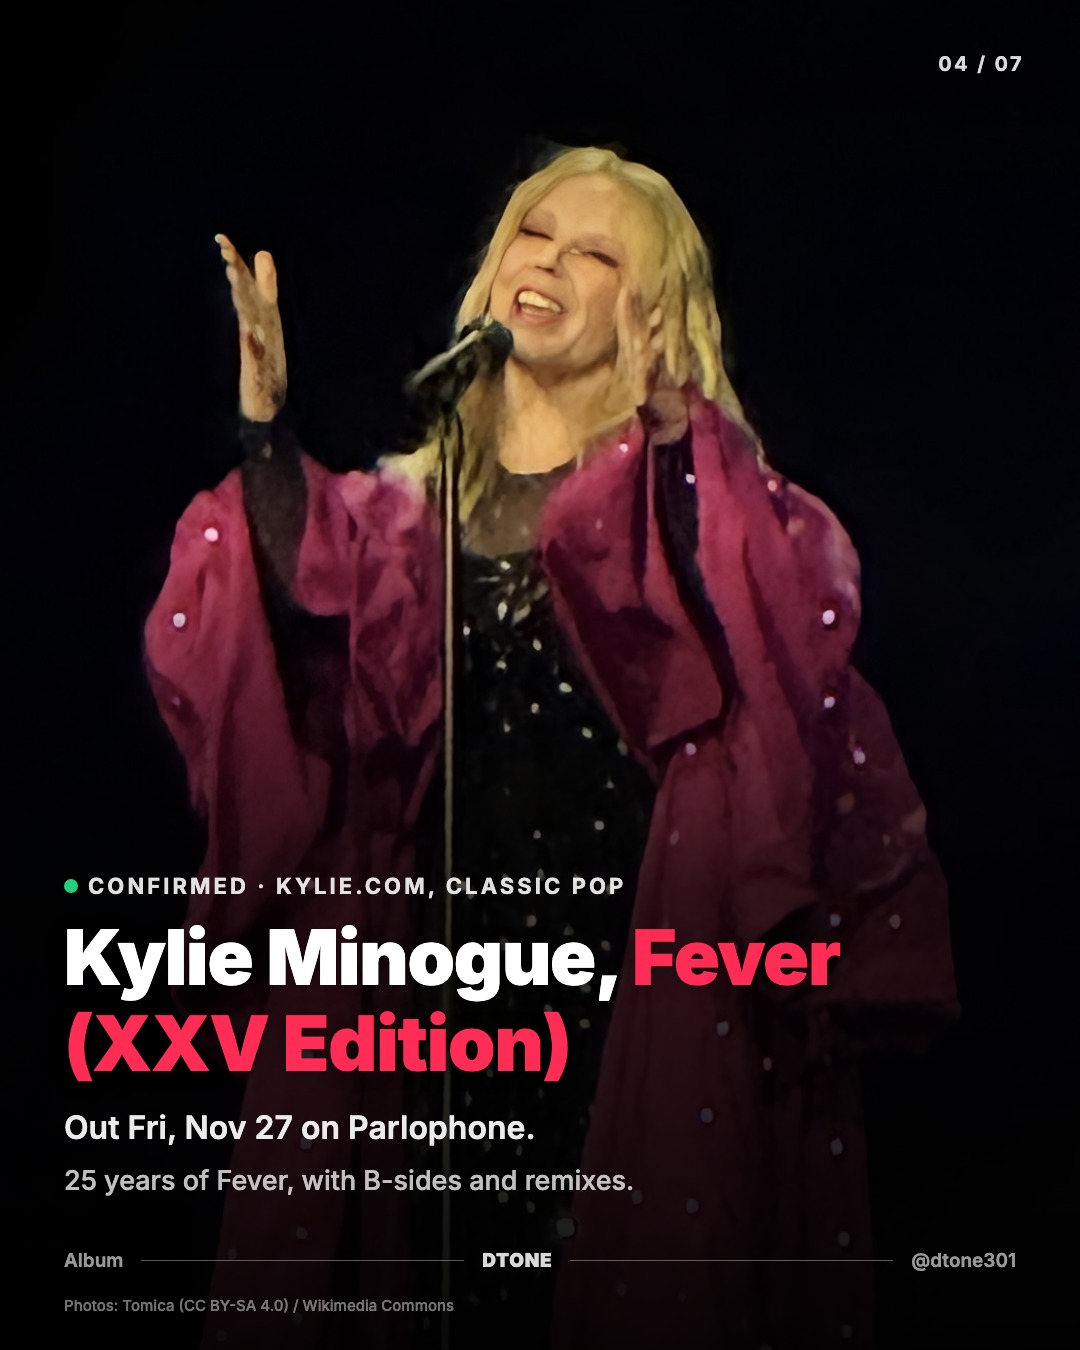 04 / 07
CONFIRMED · KYLIE.COM, CLASSIC POP
Kylie Minogue, Fever
(XXV Edition)
Out Fri, Nov 27 on Parlophone.
25 years of Fever, with B-sides and remixes.
Album DTONE @dtone301
Photos: Tomica (CC BY-SA 4.0) / Wikimedia Commons